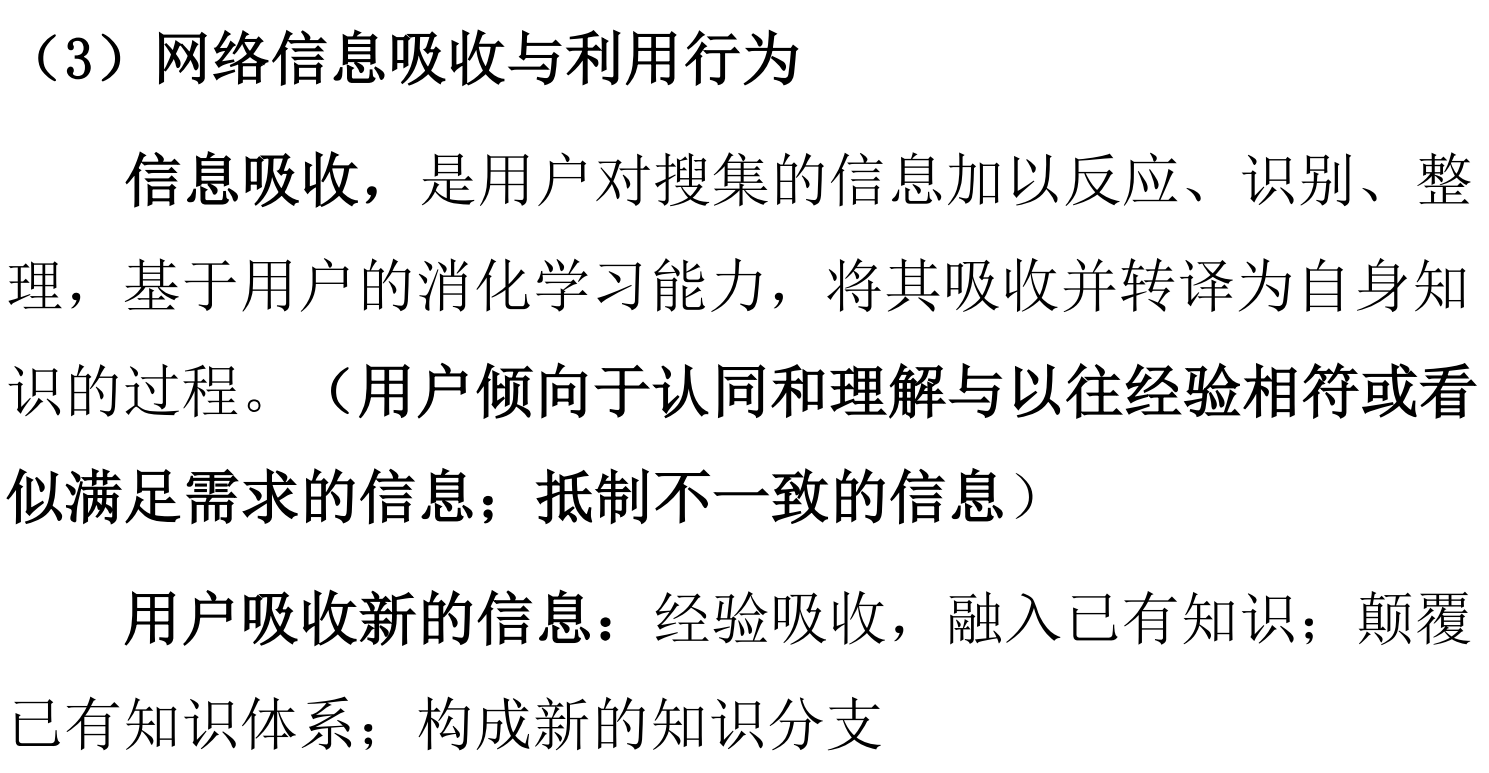 （3）网络信息吸收与利用行为
信息吸收，是用户对搜集的信息加以反应、识别、整
理，基于用户的消化学习能力，将其吸收并转译为自身知
识的过程。（用户倾向于认同和理解与以往经验相符或看
似满足需求的信息；抵制不一致的信息）
用户吸收新的信息：经验吸收，融入已有知识；颠覆
已有知识体系；构成新的知识分支